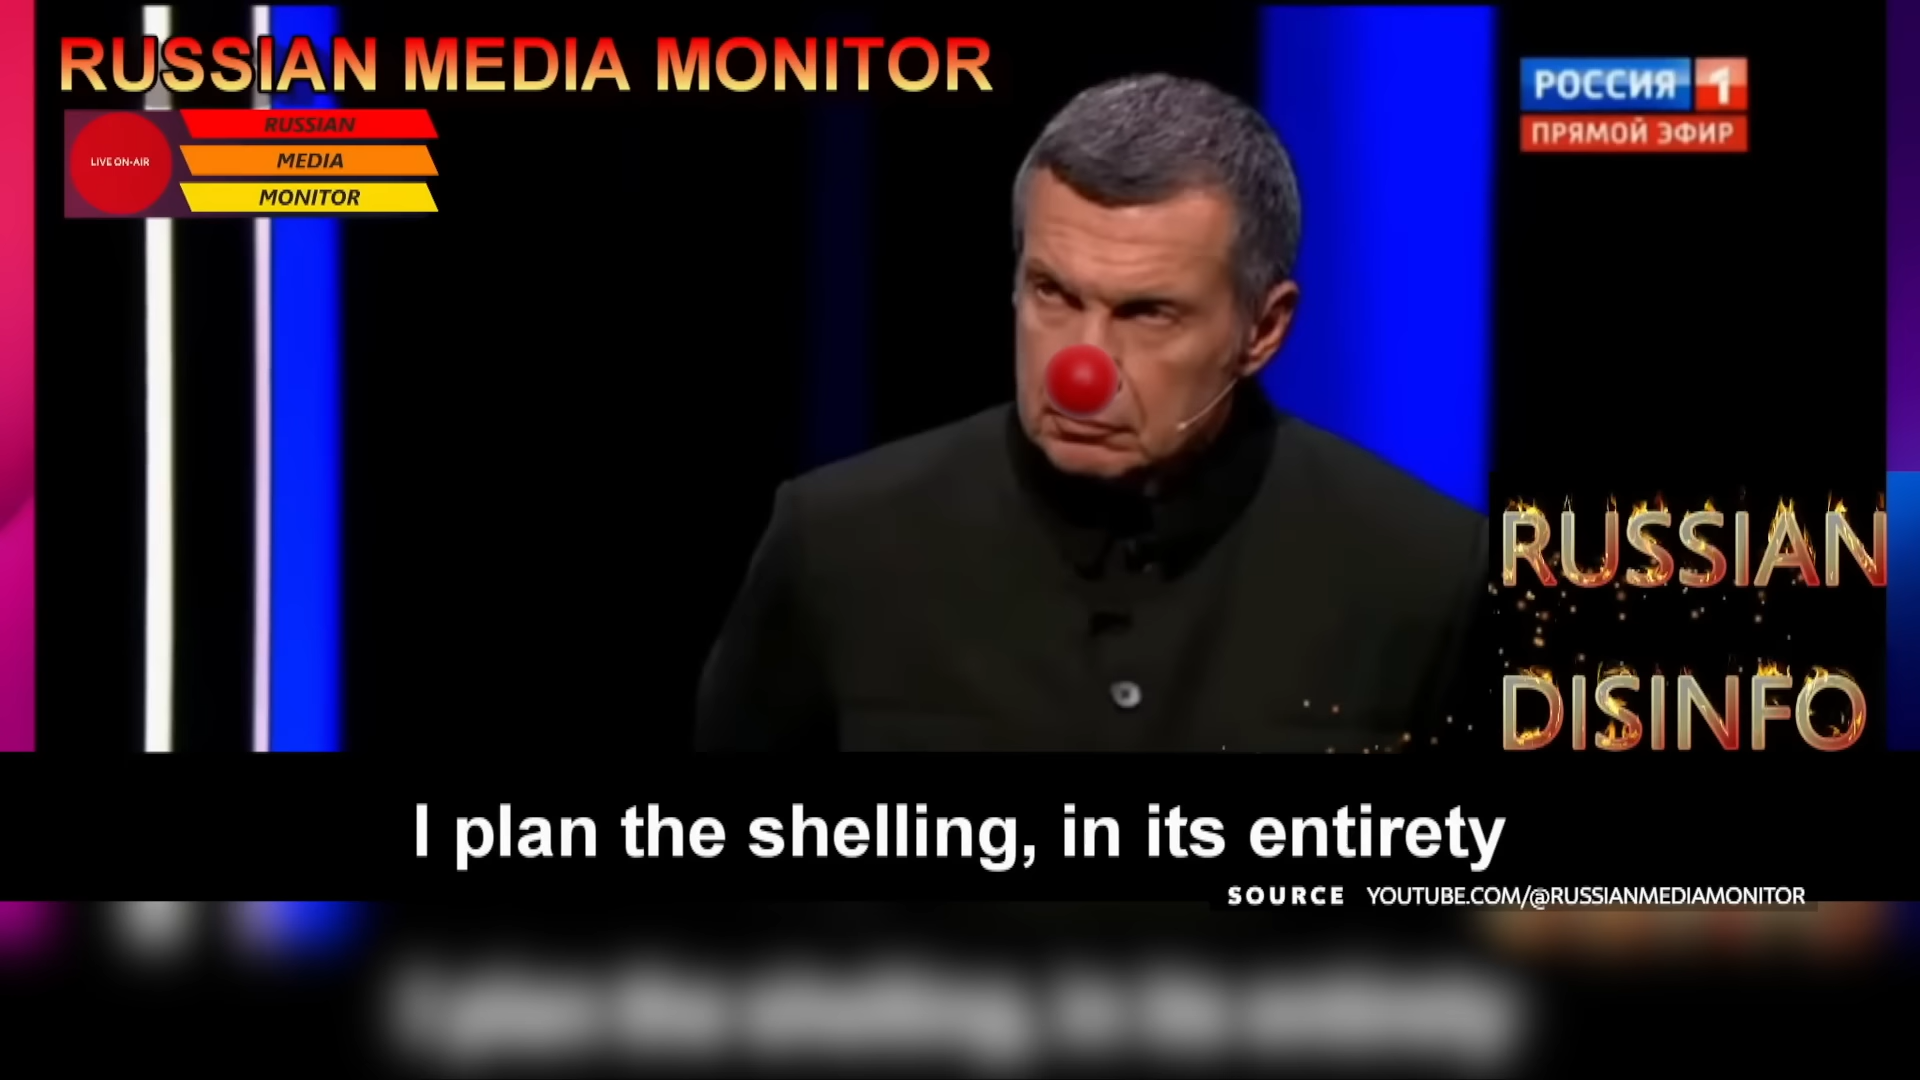 RUSSIAN MEDIA MONITOR
LIVE ON-AIR
RUSSIAN
MEDIA
MONITOR
РОССИЯ 1
ПРЯМОЙ ЭФИР
RUSSIAN
DISINFO
I plan the shelling, in its entirety
SOURCE YOUTUBE.COM/@RUSSIANMEDIAMONITOR